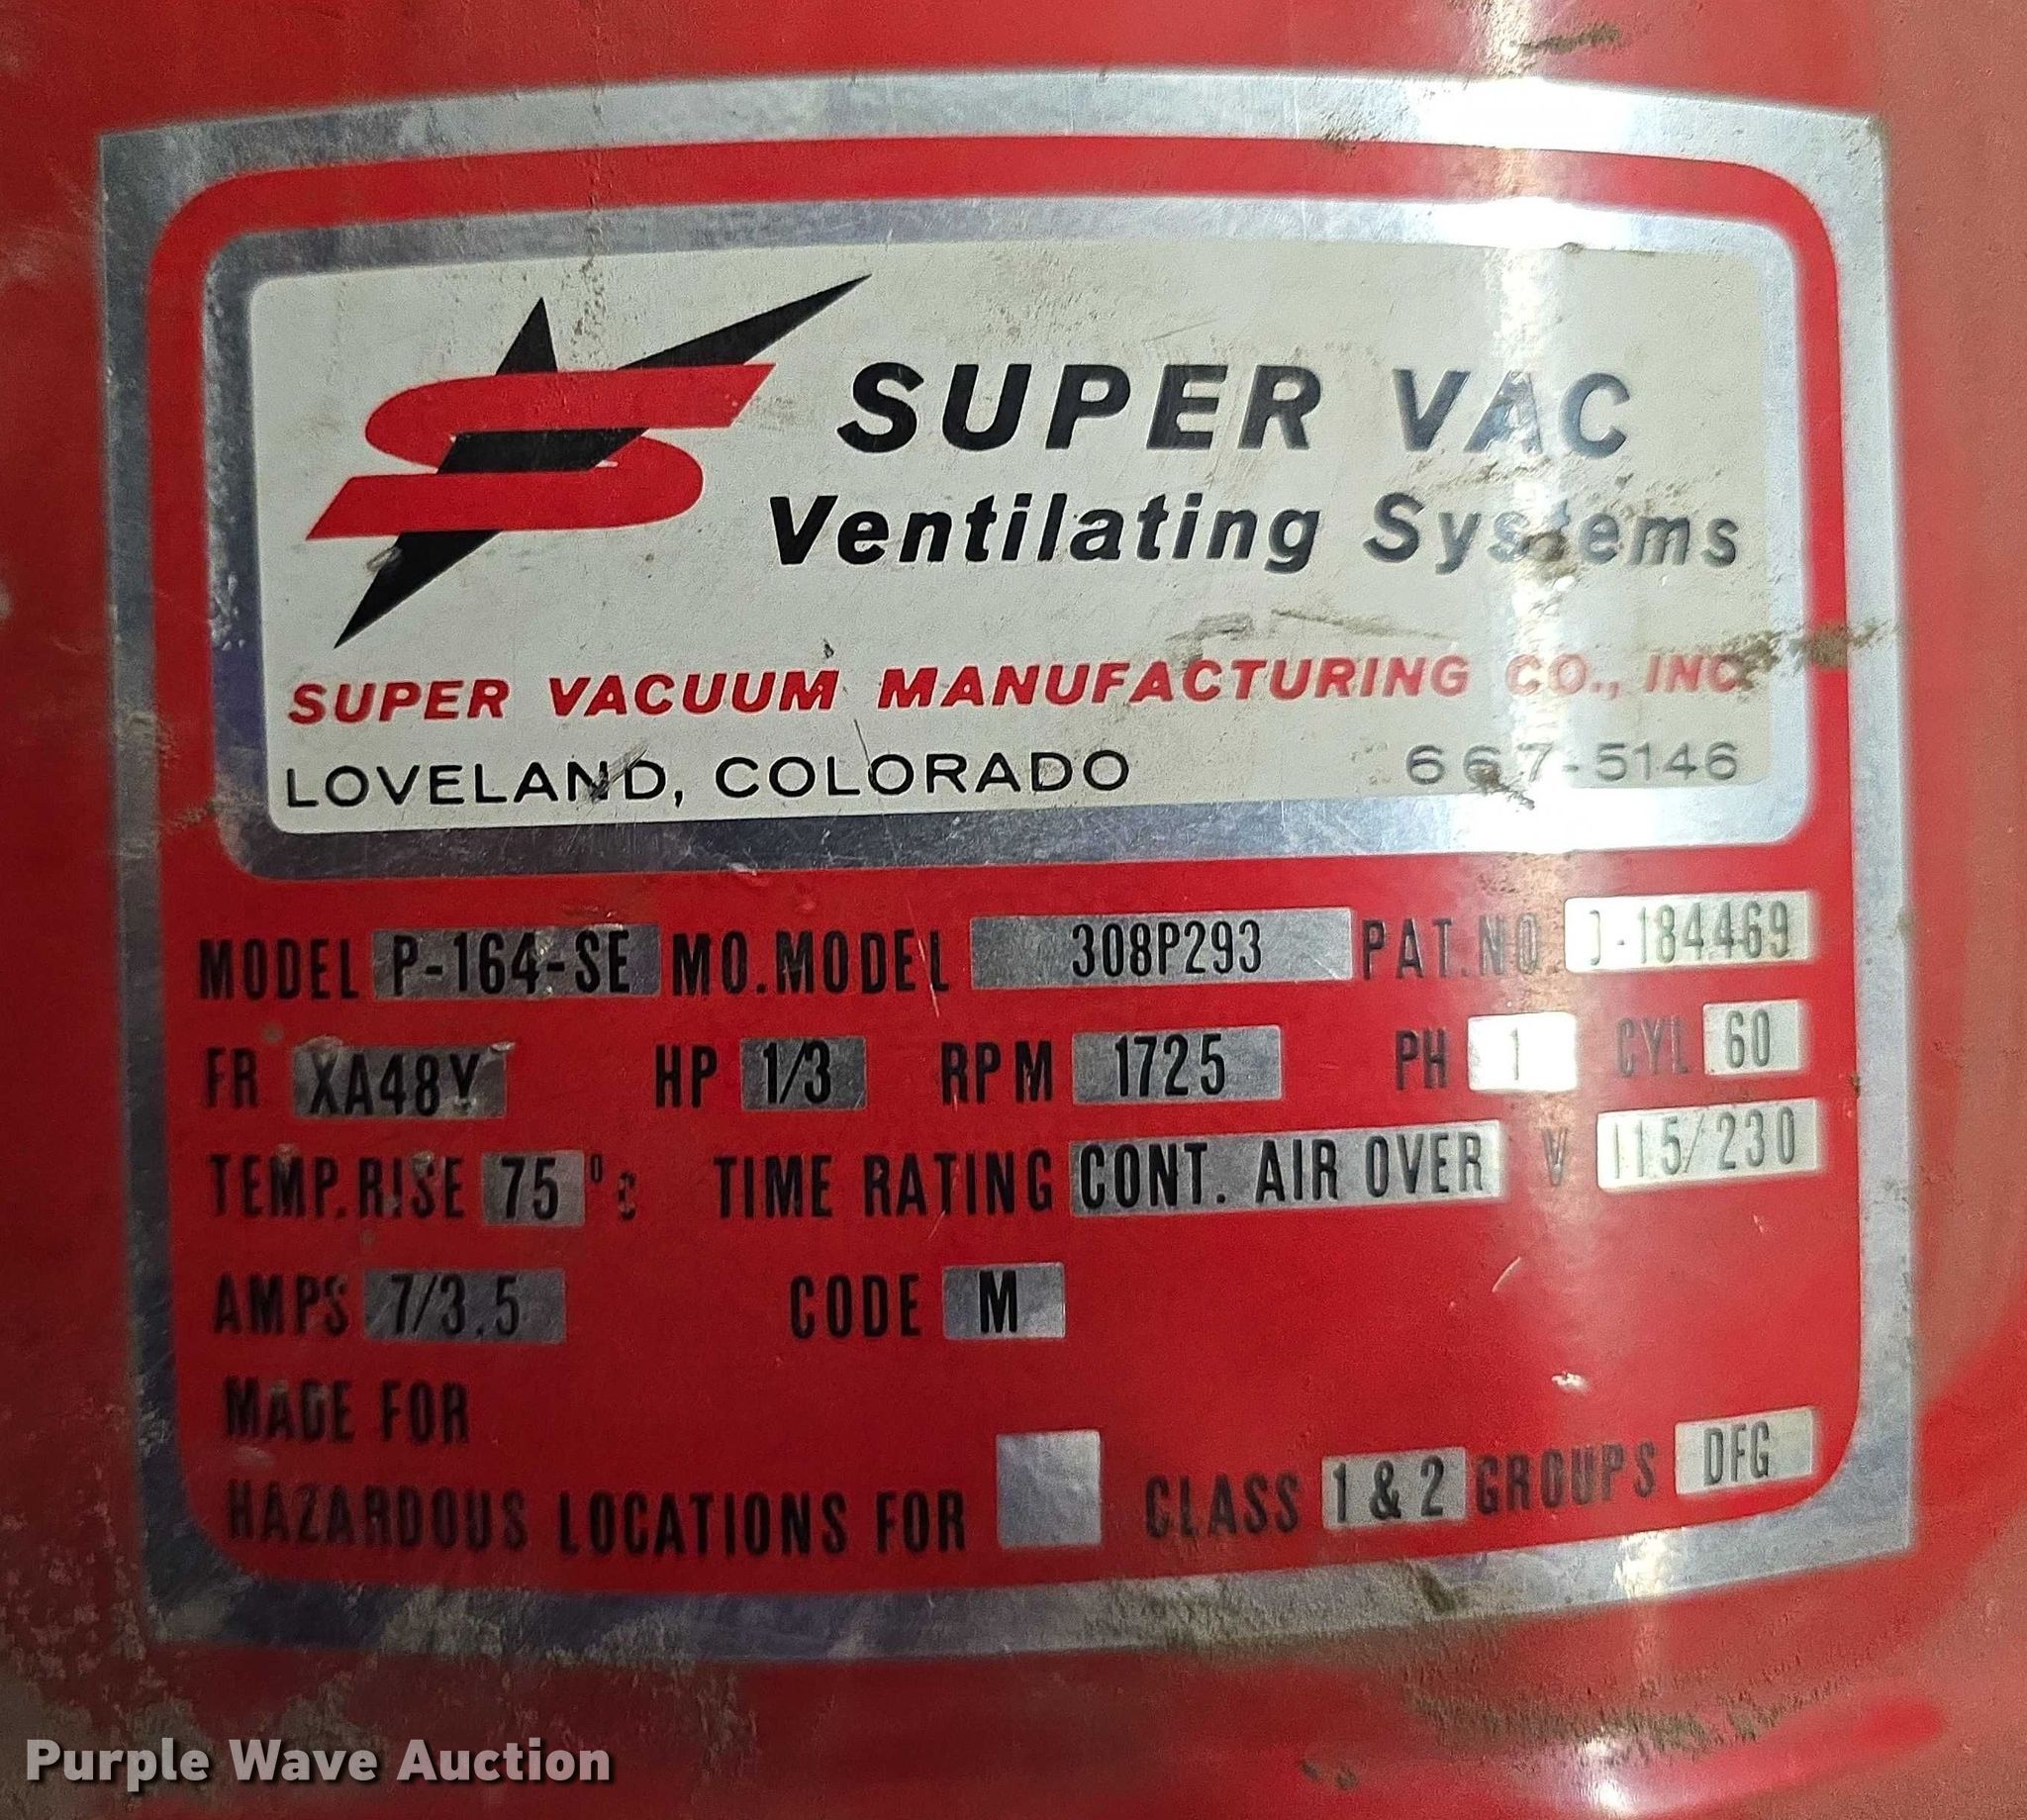 SUPER VAC
Ventilating Systems
SUPER VACUUM MANUFACTURING CO., INC.
LOVELAND, COLORADO 667-5146
MODEL P-164-SE MO.MODEL 308P293 PAT.NO. D-184469
FR XA48Y HP 1/3 RPM 1725 PH 1 CYL 60
TEMP.RISE 75°c TIME RATING CONT. AIR OVER V 115/230
AMPS 7/3.5 CODE M
MADE FOR
HAZARDOUS LOCATIONS FOR CLASS 1 & 2 GROUPS DFG
Purple Wave Auction